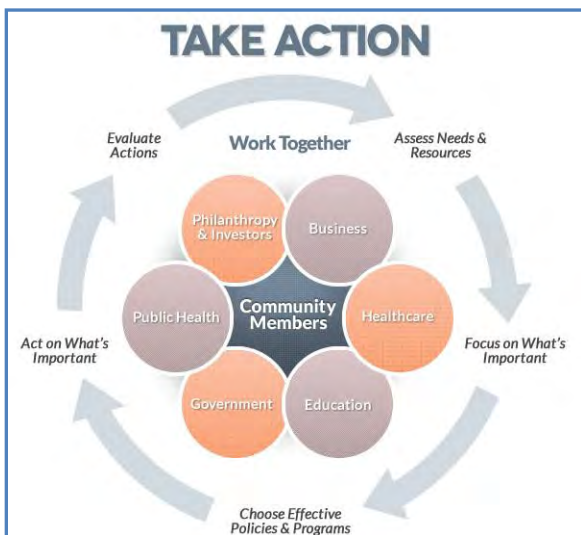 TAKE ACTION
Evaluate
Actions
Work Together
Assess Needs &
Resources
Philanthropy
& Investors
Business
Public Health
Community
Members
Healthcare
Act on What's
Important
Focus on What's
Important
Government
Education
Choose Effective
Policies & Programs